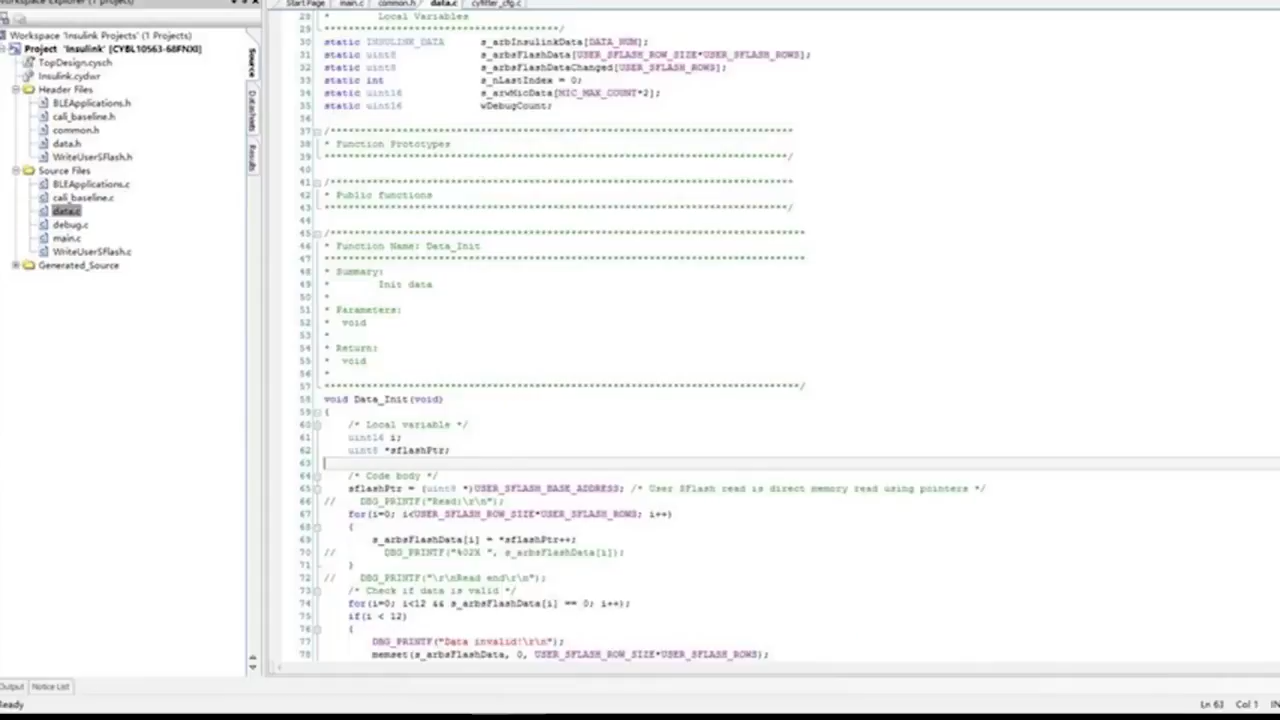 Workspace Explorer (1 project)
Workspace 'Insulink Projects' (1 Projects)
Project 'Insulink' [CYBL10563-68FNXI]
TopDesign.cysch
Insulink.cydwr
Header Files
BLEApplications.h
cali_baseline.h
common.h
data.h
WriteUserSFlash.h
Source Files
BLEApplications.c
cali_baseline.c
data.c
debug.c
main.c
WriteUserSFlash.c
Generated_Source
Source
Datasheets
Results
Start Page main.c common.h data.c cyfitter_cfg.c
28 * Local Variables
29 *******************************************/
30 static INSULINK_DATA s_arbInsulinkData[DATA_NUM];
31 static uint8 s_arbsFlashData[USER_SFLASH_ROW_SIZE*USER_SFLASH_ROWS];
32 static uint8 s_arbsFlashDataChanged[USER_SFLASH_ROWS];
33 static int s_nLastIndex = 0;
34 static uint16 s_arwMicData[MIC_MAX_COUNT*2];
35 static uint16 wDebugCount;
36
37 /*****************************************************************************
38 * Function Prototypes
39 *****************************************************************************/
40
41 /*****************************************************************************
42 * Public functions
43 *****************************************************************************/
44
45 /*******************************************************************************
46 * Function Name: Data_Init
47 ********************************************************************************
48 * Summary:
49 * Init data
50 *
51 * Parameters:
52 * void
53 *
54 * Return:
55 * void
56 *
57 *******************************************************************************/
58 void Data_Init(void)
59 {
60 /* Local variable */
61 uint16 i;
62 uint8 *sflashPtr;
63
64 /* Code body */
65 sflashPtr = (uint8 *)USER_SFLASH_BASE_ADDRESS; /* User SFlash read is direct memory read using pointers */
66 // DBG_PRINTF("Read:\r\n");
67 for(i=0; i<USER_SFLASH_ROW_SIZE*USER_SFLASH_ROWS; i++)
68 {
69 s_arbsFlashData[i] = *sflashPtr++;
70 // DBG_PRINTF("%02X ", s_arbsFlashData[i]);
71 }
72 // DBG_PRINTF("\r\nRead end\r\n");
73 /* Check if data is valid */
74 for(i=0; i<12 && s_arbsFlashData[i] == 0; i++);
75 if(i < 12)
76 {
77 DBG_PRINTF("Data invalid!\r\n");
78 memset(s_arbsFlashData, 0, USER_SFLASH_ROW_SIZE*USER_SFLASH_ROWS);
Output Notice List
Ready Ln 63 Col 1 IN